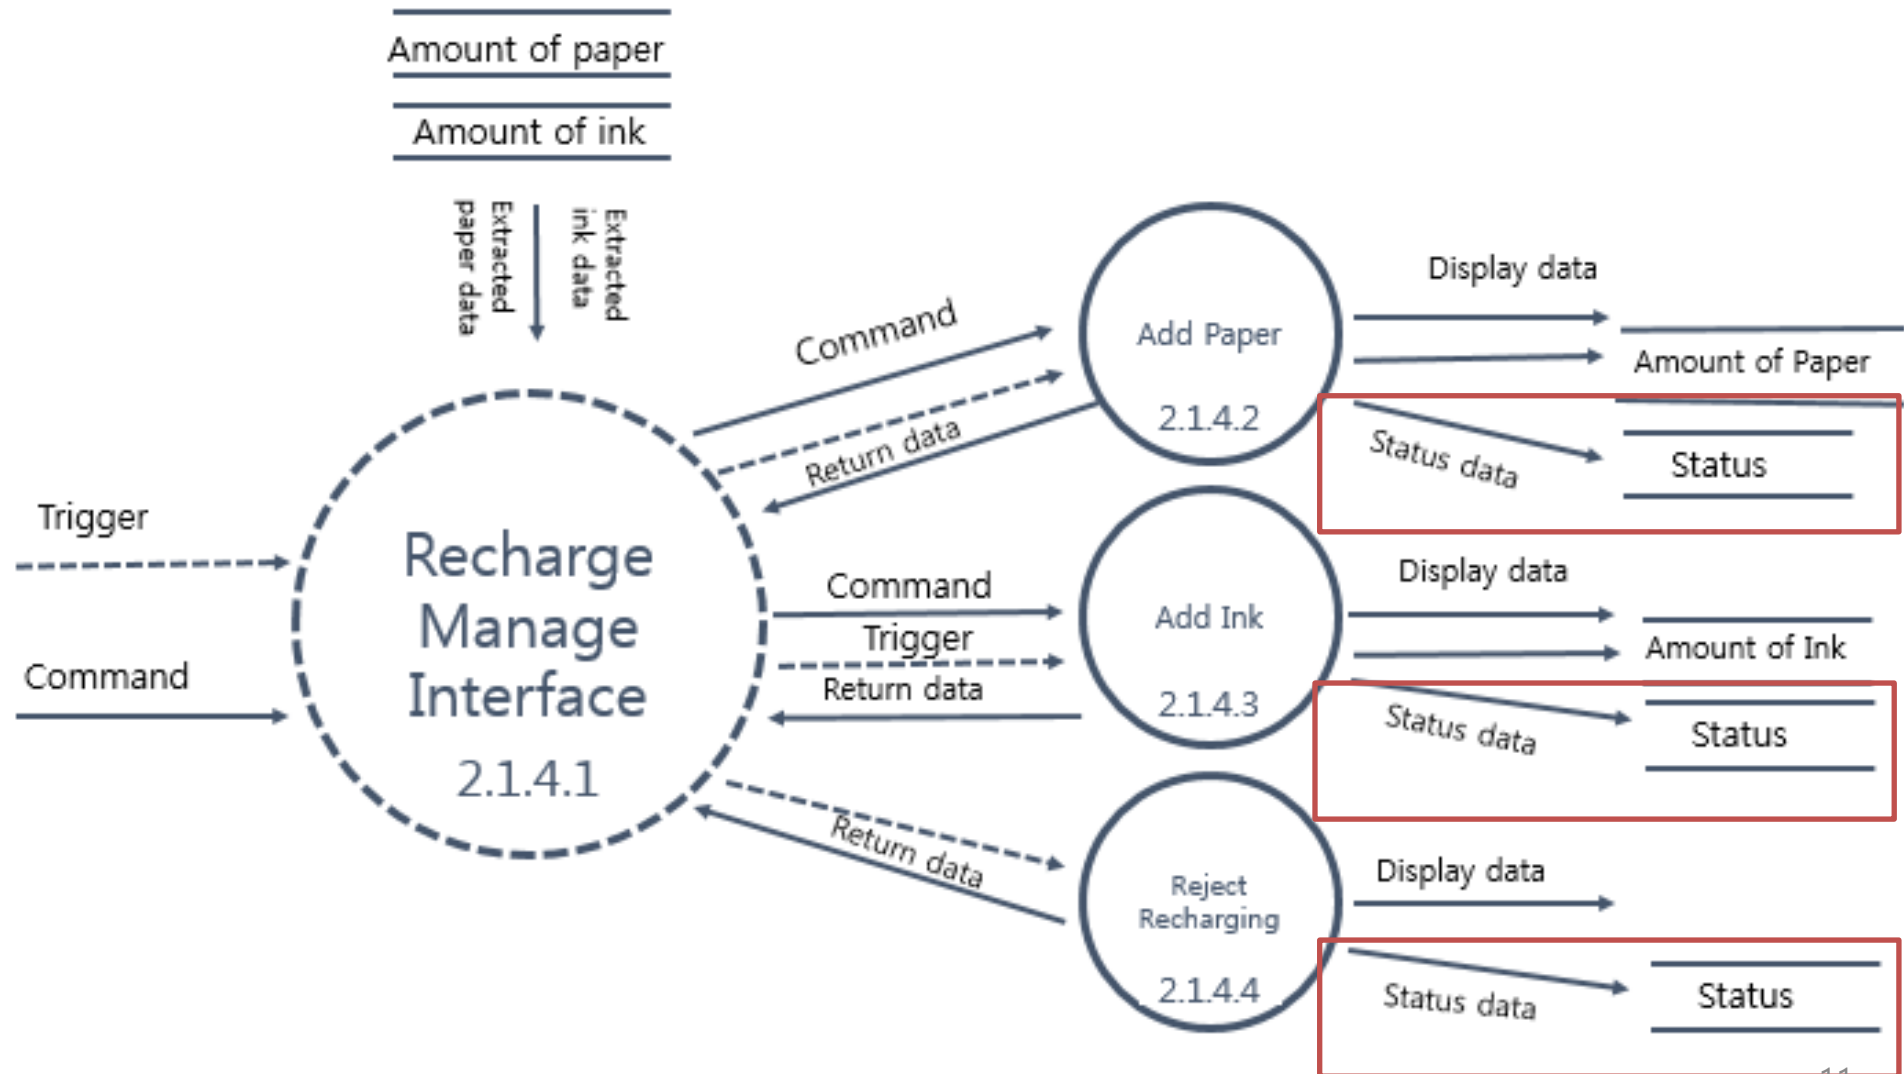 Amount of paper
Amount of ink
Extracted
paper data
Extracted
ink data
Trigger
Command
Recharge
Manage
Interface
2.1.4.1
Command
Return data
Command
Trigger
Return data
Return data
Add Paper
2.1.4.2
Add Ink
2.1.4.3
Reject
Recharging
2.1.4.4
Display data
Amount of Paper
Status data
Status
Display data
Amount of Ink
Status data
Status
Display data
Status data
Status